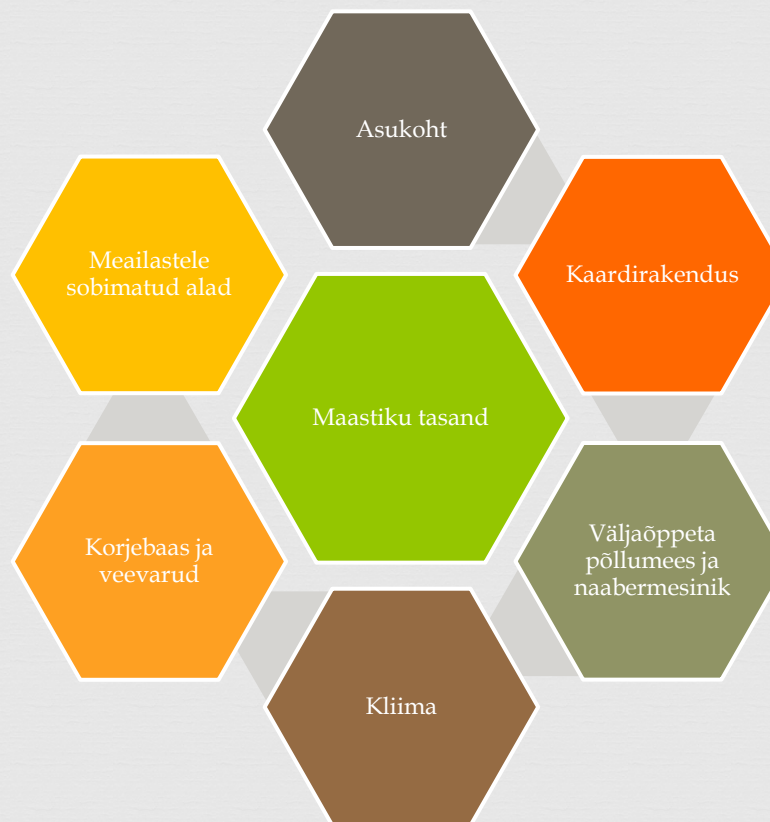 Asukoht
Meailastele
sobimatud alad
Kaardirakendus
Maastiku tasand
Korjebaas ja
veevarud
Väljaõppeta
põllumees ja
naabermesinik
Kliima